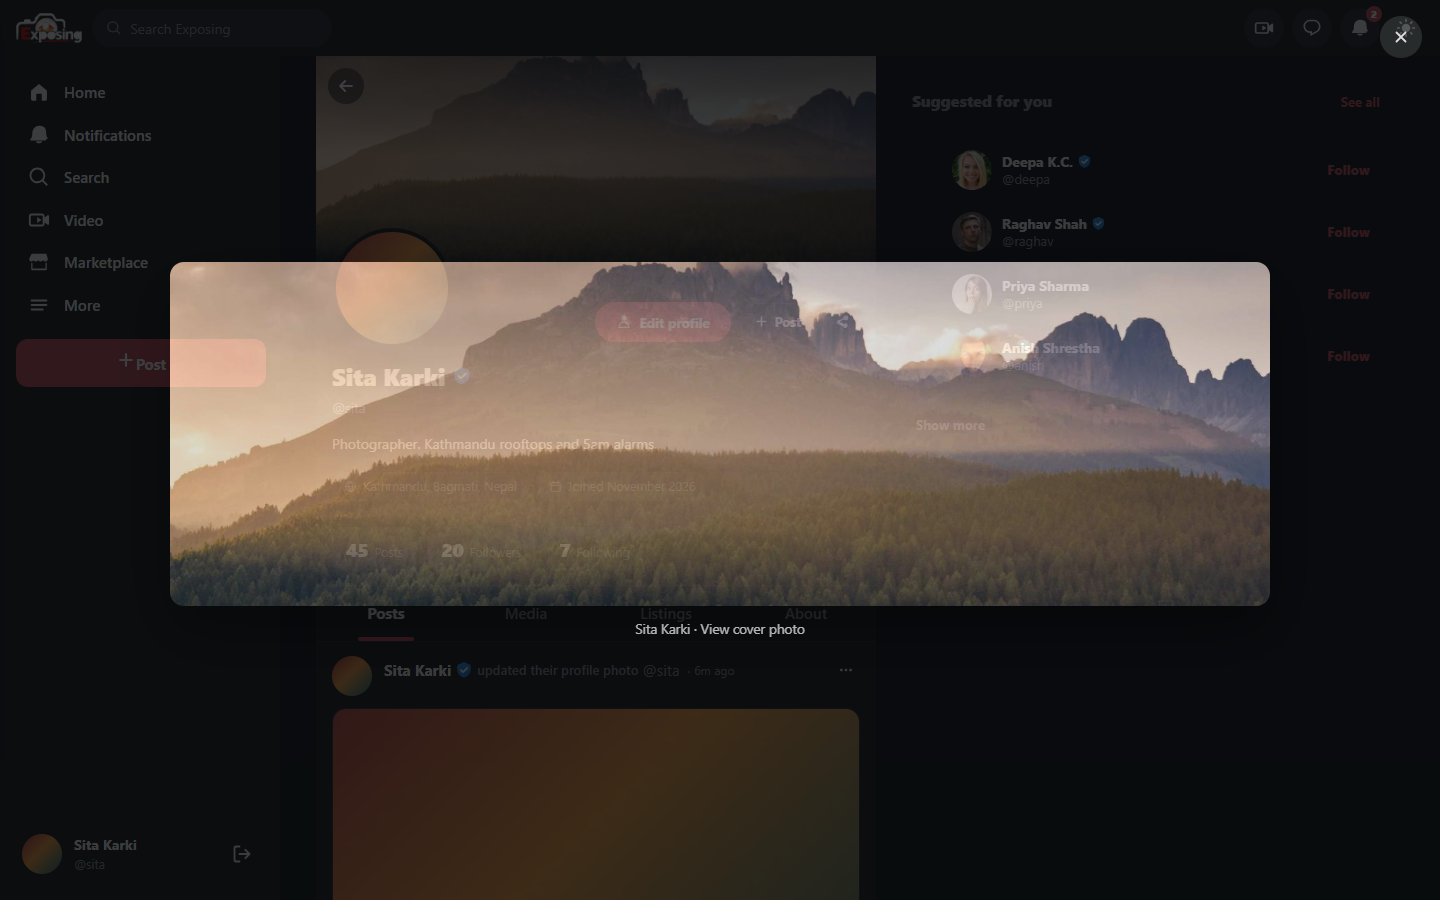 Exposing
Search Exposing
2
Home
Notifications
Search
Video
Marketplace
More
Post
Suggested for you
See all
Deepa K.C.
@deepa
Follow
Raghav Shah
@raghav
Follow
Priya Sharma
@priya
Follow
Anish Shrestha
@anish
Follow
Show more
Edit profile
Post
Sita Karki
@sita
Photographer. Kathmandu rooftops and 5am alarms.
Kathmandu, Bagmati, Nepal
Joined November 2026
45 Posts
20 Followers
7 Following
Posts
Media
Listings
About
Sita Karki · View cover photo
Sita Karki updated their profile photo @sita · 6m ago
Sita Karki
@sita